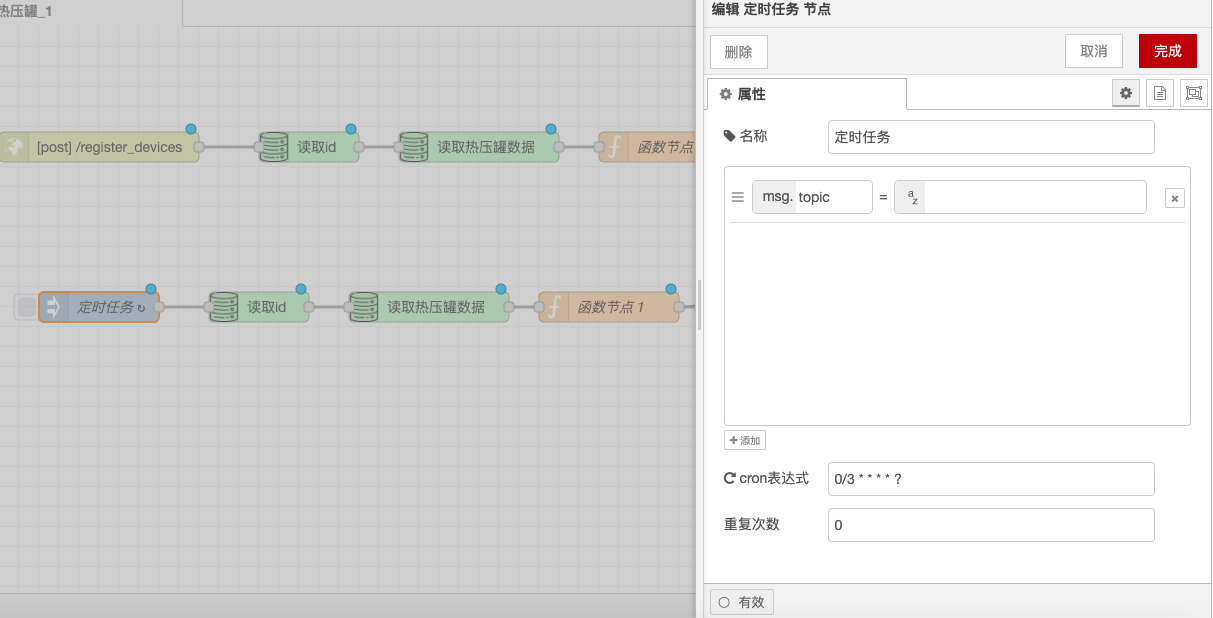 热压罐_1
编辑 定时任务 节点
删除
取消
完成
属性
名称
定时任务
msg. topic
=
a
z
添加
cron表达式
0/3 * * * * ?
重复次数
0
有效
[post] /register_devices
读取id
读取热压罐数据
函数节点
定时任务 ↻
读取id
读取热压罐数据
函数节点 1